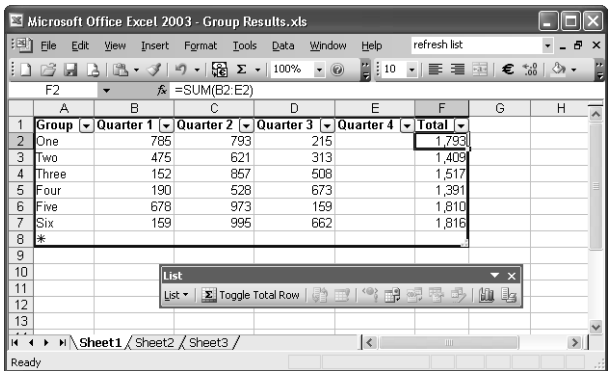 Microsoft Office Excel 2003 - Group Results.xls
File Edit View Insert Format Tools Data Window Help refresh list
Σ 100% 10 €
F2 fx =SUM(B2:E2)
A B C D E F G H
1 Group Quarter 1 Quarter 2 Quarter 3 Quarter 4 Total
2 One 785 793 215 1,793
3 Two 475 621 313 1,409
4 Three 152 857 508 1,517
5 Four 190 528 673 1,391
6 Five 678 973 159 1,810
7 Six 159 995 662 1,816
8 *
9
10
11
12
13
List
List Σ Toggle Total Row
Sheet1 Sheet2 Sheet3
Ready